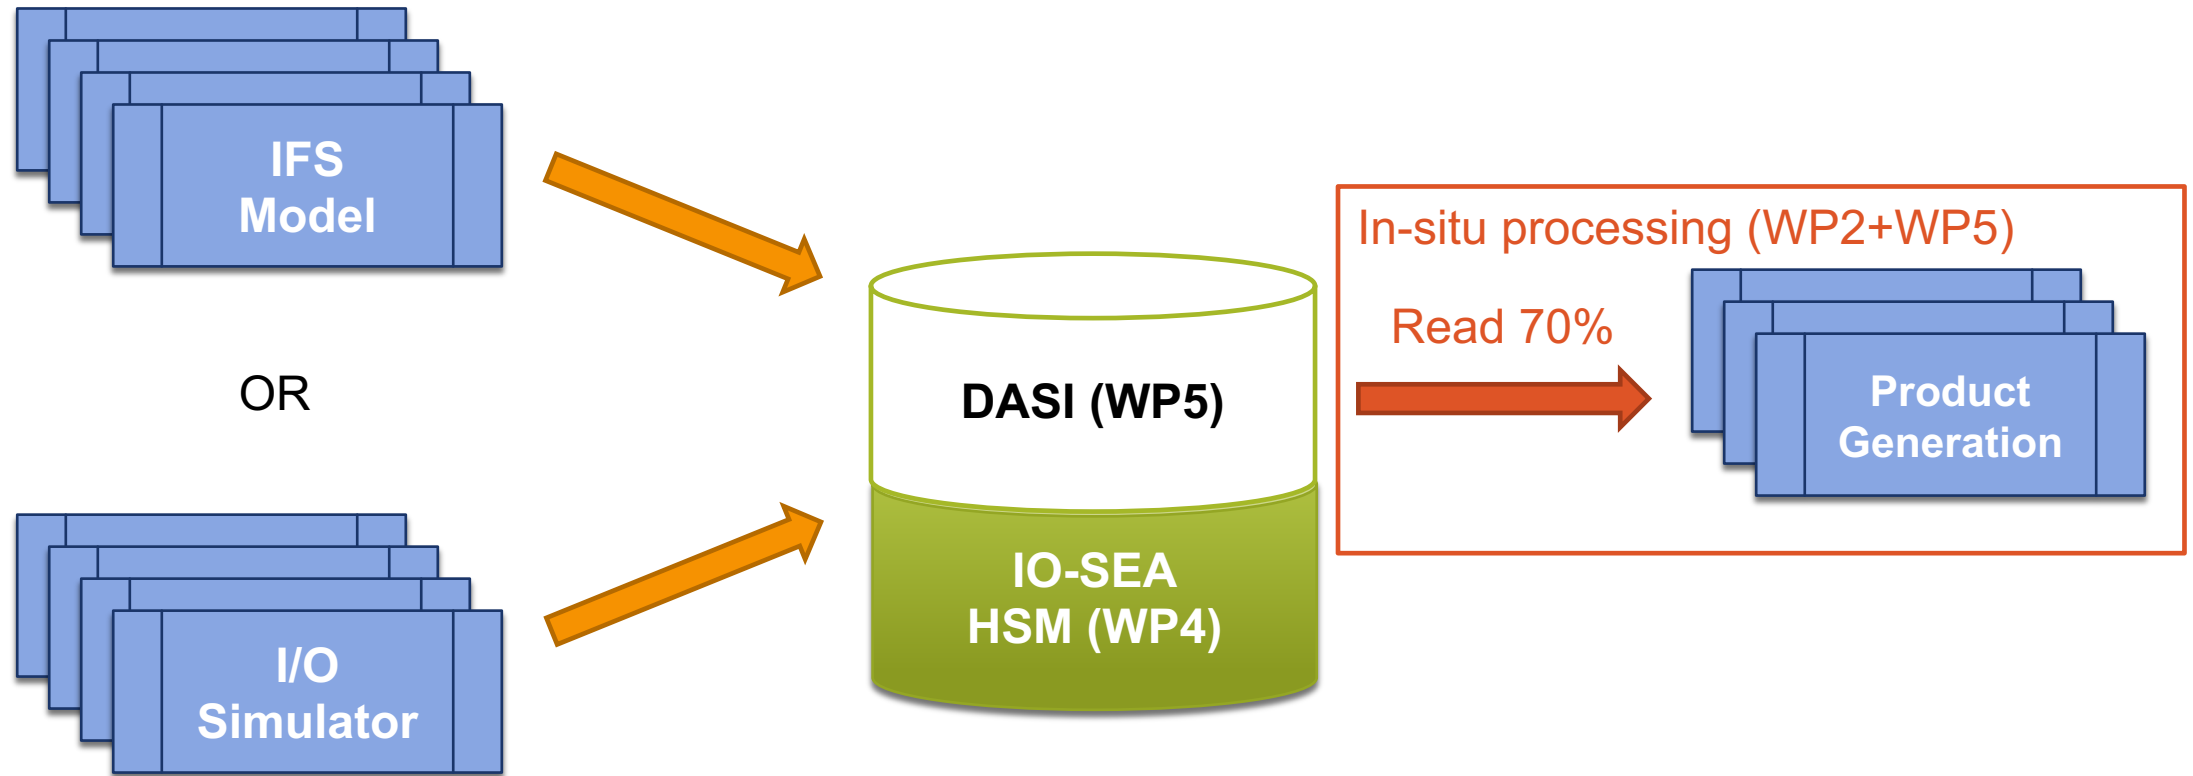 IFS
Model
OR
I/O
Simulator
DASI (WP5)
IO-SEA
HSM (WP4)
In-situ processing (WP2+WP5)
Read 70%
Product
Generation